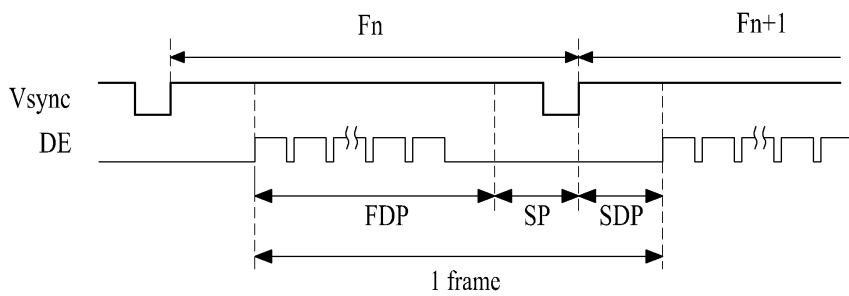 Fn Fn+1
Vsync
DE
FDP SP SDP
1 frame